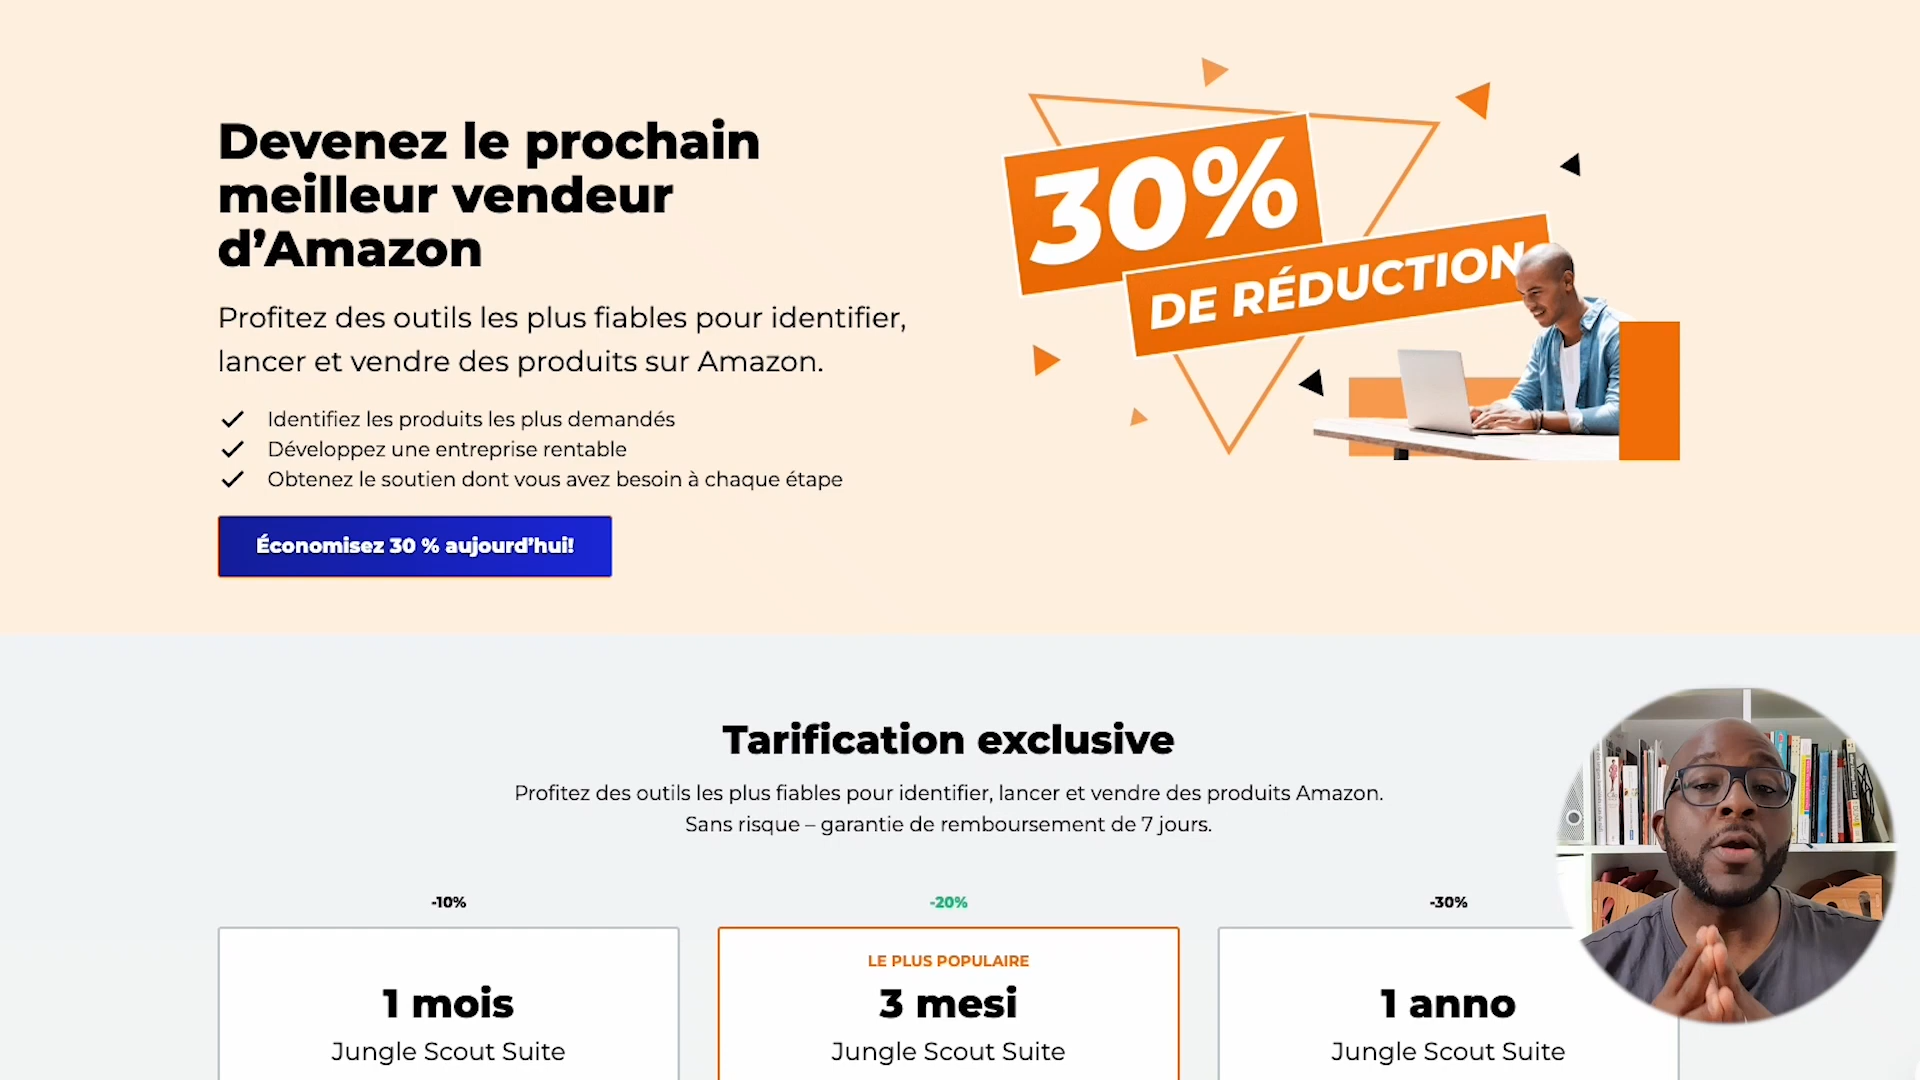 Devenez le prochain
meilleur vendeur
d'Amazon
Profitez des outils les plus fiables pour identifier,
lancer et vendre des produits sur Amazon.
Identifiez les produits les plus demandés
Développez une entreprise rentable
Obtenez le soutien dont vous avez besoin à chaque étape
Économisez 30 % aujourd'hui!
30%
DE RÉDUCTION
Tarification exclusive
Profitez des outils les plus fiables pour identifier, lancer et vendre des produits Amazon.
Sans risque – garantie de remboursement de 7 jours.
-10%
1 mois
Jungle Scout Suite
-20%
LE PLUS POPULAIRE
3 mesi
Jungle Scout Suite
-30%
1 anno
Jungle Scout Suite